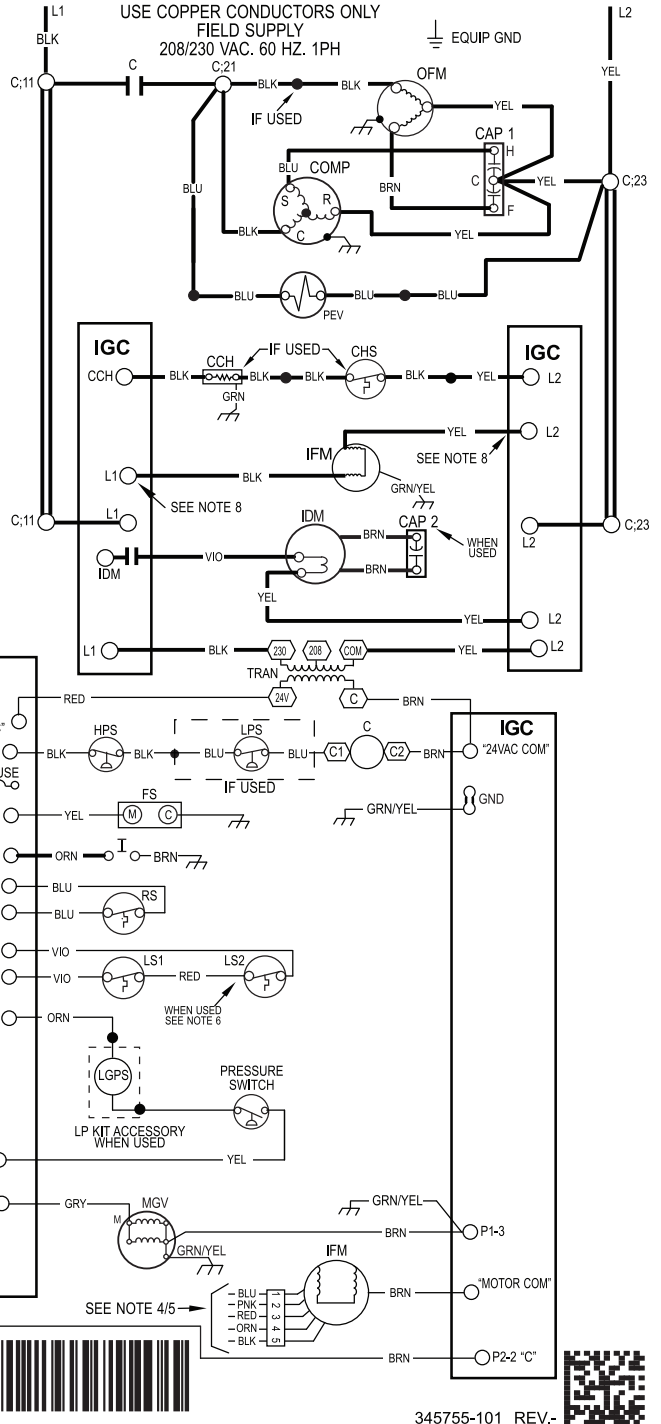 L1
USE COPPER CONDUCTORS ONLY
FIELD SUPPLY
208/230 VAC. 60 HZ. 1PH
L2
BLK
EQUIP GND
YEL
C
C;21
C;11
BLK
BLK
OFM
IF USED
YEL
CAP 1
H
BLU
COMP
BLU
S
R
C
BRN
C
YEL
C;23
F
BLK
YEL
BLU
BLU
BLU
PEV
IGC
IF USED
CHS
IGC
CCH
CCH
BLK
BLK
BLK
BLK
YEL
L2
GRN
YEL
L2
IFM
SEE NOTE 8
L1
BLK
GRN/YEL
SEE NOTE 8
C;11
L1
IDM
BRN
CAP 2
C;23
WHEN
USED
L2
VIO
IDM
BRN
YEL
YEL
L2
L1
BLK
230
208
COM
YEL
L2
TRAN
RED
24V
C
BRN
HPS
LPS
C
IGC
BLK
BLK
BLU
BLU
C1
C2
BRN
"24VAC COM"
USE
IF USED
FS
GND
YEL
M
C
GRN/YEL
ORN
BRN
BLU
RS
BLU
VIO
LS1
LS2
VIO
RED
WHEN USED
SEE NOTE 6
ORN
LGPS
PRESSURE
SWITCH
LP KIT ACCESSORY
WHEN USED
YEL
GRY
MGV
GRN/YEL
M
BRN
P1-3
GRN/YEL
IFM
BLU 1
PNK 2
RED 3
ORN 4
BLK 5
BRN
"MOTOR COM"
SEE NOTE 4/5
BRN
P2-2 "C"
345755-101 REV.-